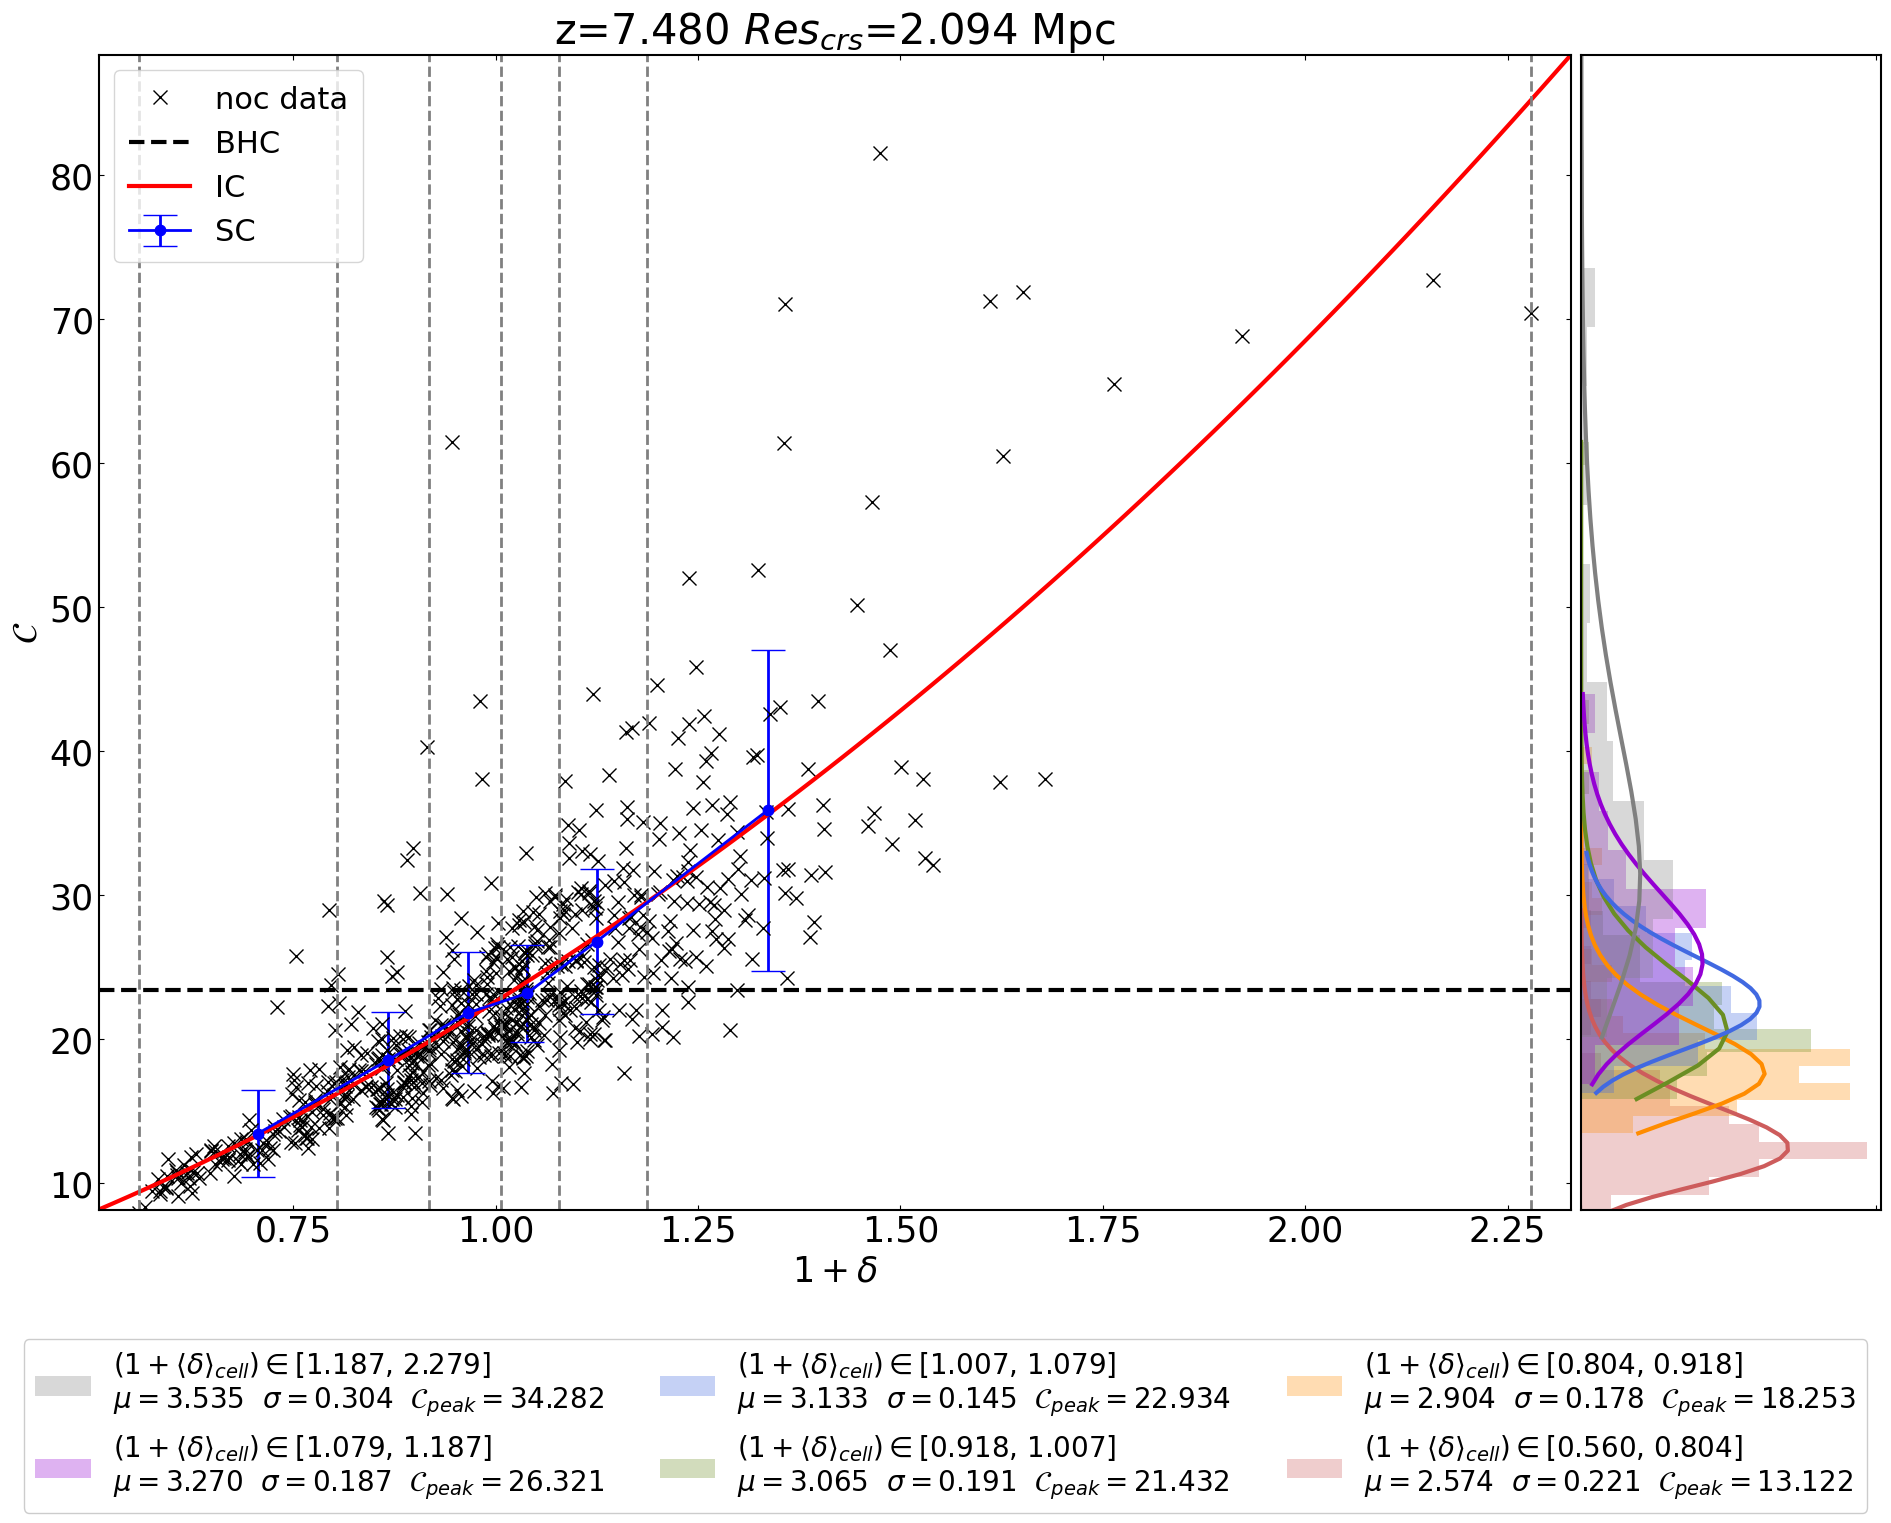 z=7.480 Res_crs=2.094 Mpc
noc data
BHC
IC
SC
80
70
60
50
40
30
20
10
𝒞
0.75 1.00 1.25 1.50 1.75 2.00 2.25
1 + δ
(1 + ⟨δ⟩_cell) ∈ [1.187, 2.279]
μ = 3.535 σ = 0.304 𝒞_peak = 34.282
(1 + ⟨δ⟩_cell) ∈ [1.079, 1.187]
μ = 3.270 σ = 0.187 𝒞_peak = 26.321
(1 + ⟨δ⟩_cell) ∈ [1.007, 1.079]
μ = 3.133 σ = 0.145 𝒞_peak = 22.934
(1 + ⟨δ⟩_cell) ∈ [0.918, 1.007]
μ = 3.065 σ = 0.191 𝒞_peak = 21.432
(1 + ⟨δ⟩_cell) ∈ [0.804, 0.918]
μ = 2.904 σ = 0.178 𝒞_peak = 18.253
(1 + ⟨δ⟩_cell) ∈ [0.560, 0.804]
μ = 2.574 σ = 0.221 𝒞_peak = 13.122